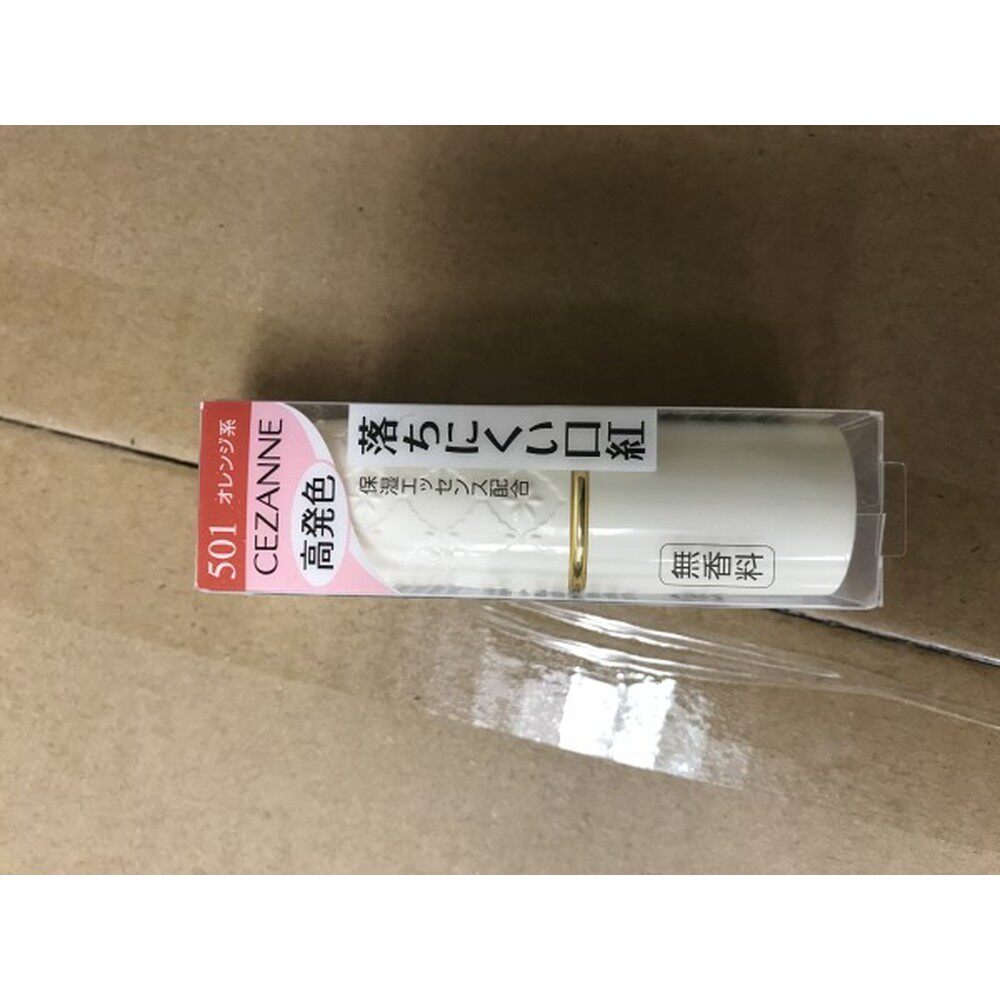 501 オレンジ系
CEZANNE
高発色
落ちにくい口紅
保湿エッセンス配合
無香料